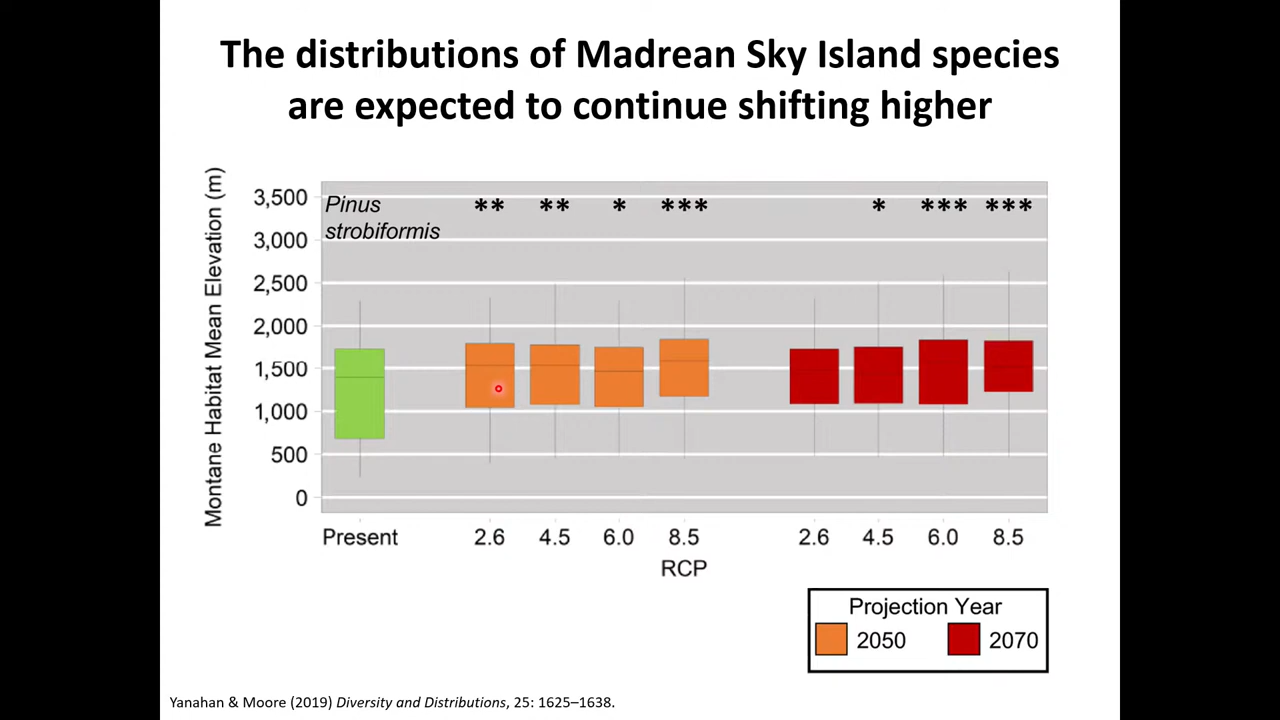 The distributions of Madrean Sky Island species
are expected to continue shifting higher
Montane Habitat Mean Elevation (m)
3,500
3,000
2,500
2,000
1,500
1,000
500
0
Pinus
strobiformis
** ** * *** * *** ***
Present 2.6 4.5 6.0 8.5 2.6 4.5 6.0 8.5
RCP
Projection Year
2050 2070
Yanahan & Moore (2019) Diversity and Distributions, 25: 1625–1638.